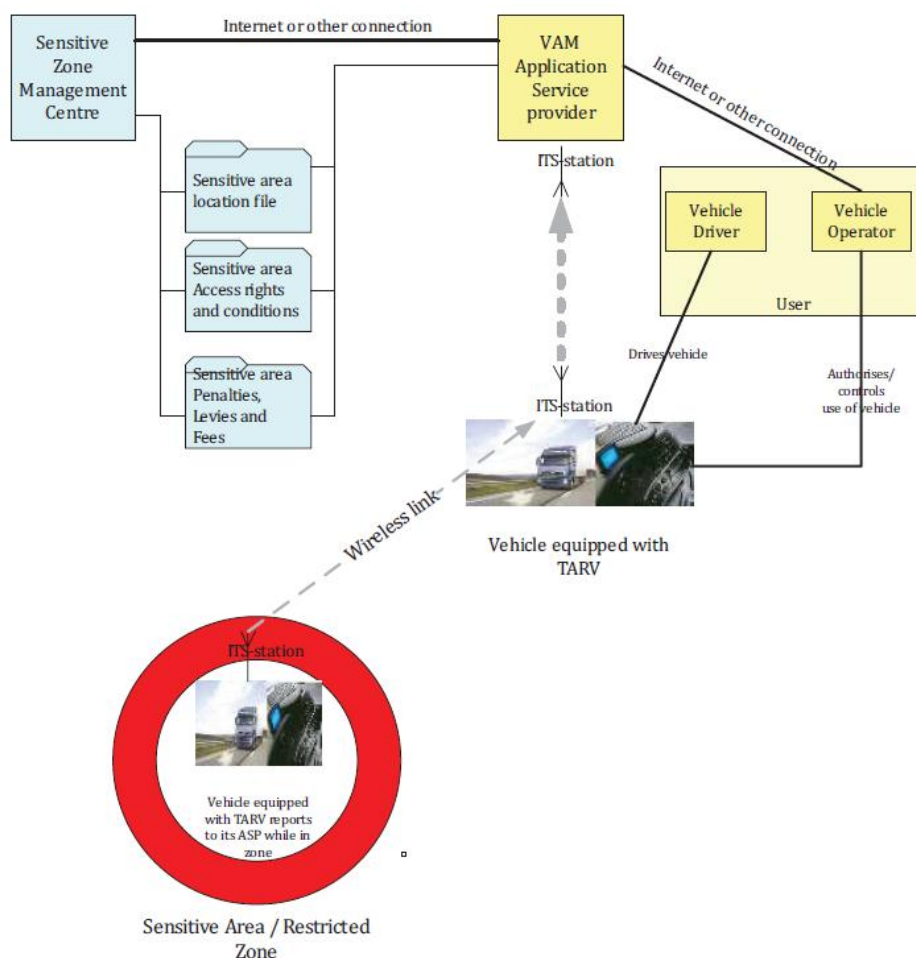 Sensitive
Zone
Management
Centre
Internet or other connection
VAM
Application
Service
provider
Internet or other connection
ITS-station
Sensitive area
location file
Sensitive area
Access rights
and conditions
Sensitive area
Penalties,
Levies and
Fees
Vehicle
Driver
Vehicle
Operator
User
Drives vehicle
Authorises/
controls
use of vehicle
ITS-station
Wireless link
Vehicle equipped with
TARV
ITS-station
Vehicle equipped
with TARV reports
to its ASP while in
zone
Sensitive Area / Restricted
Zone